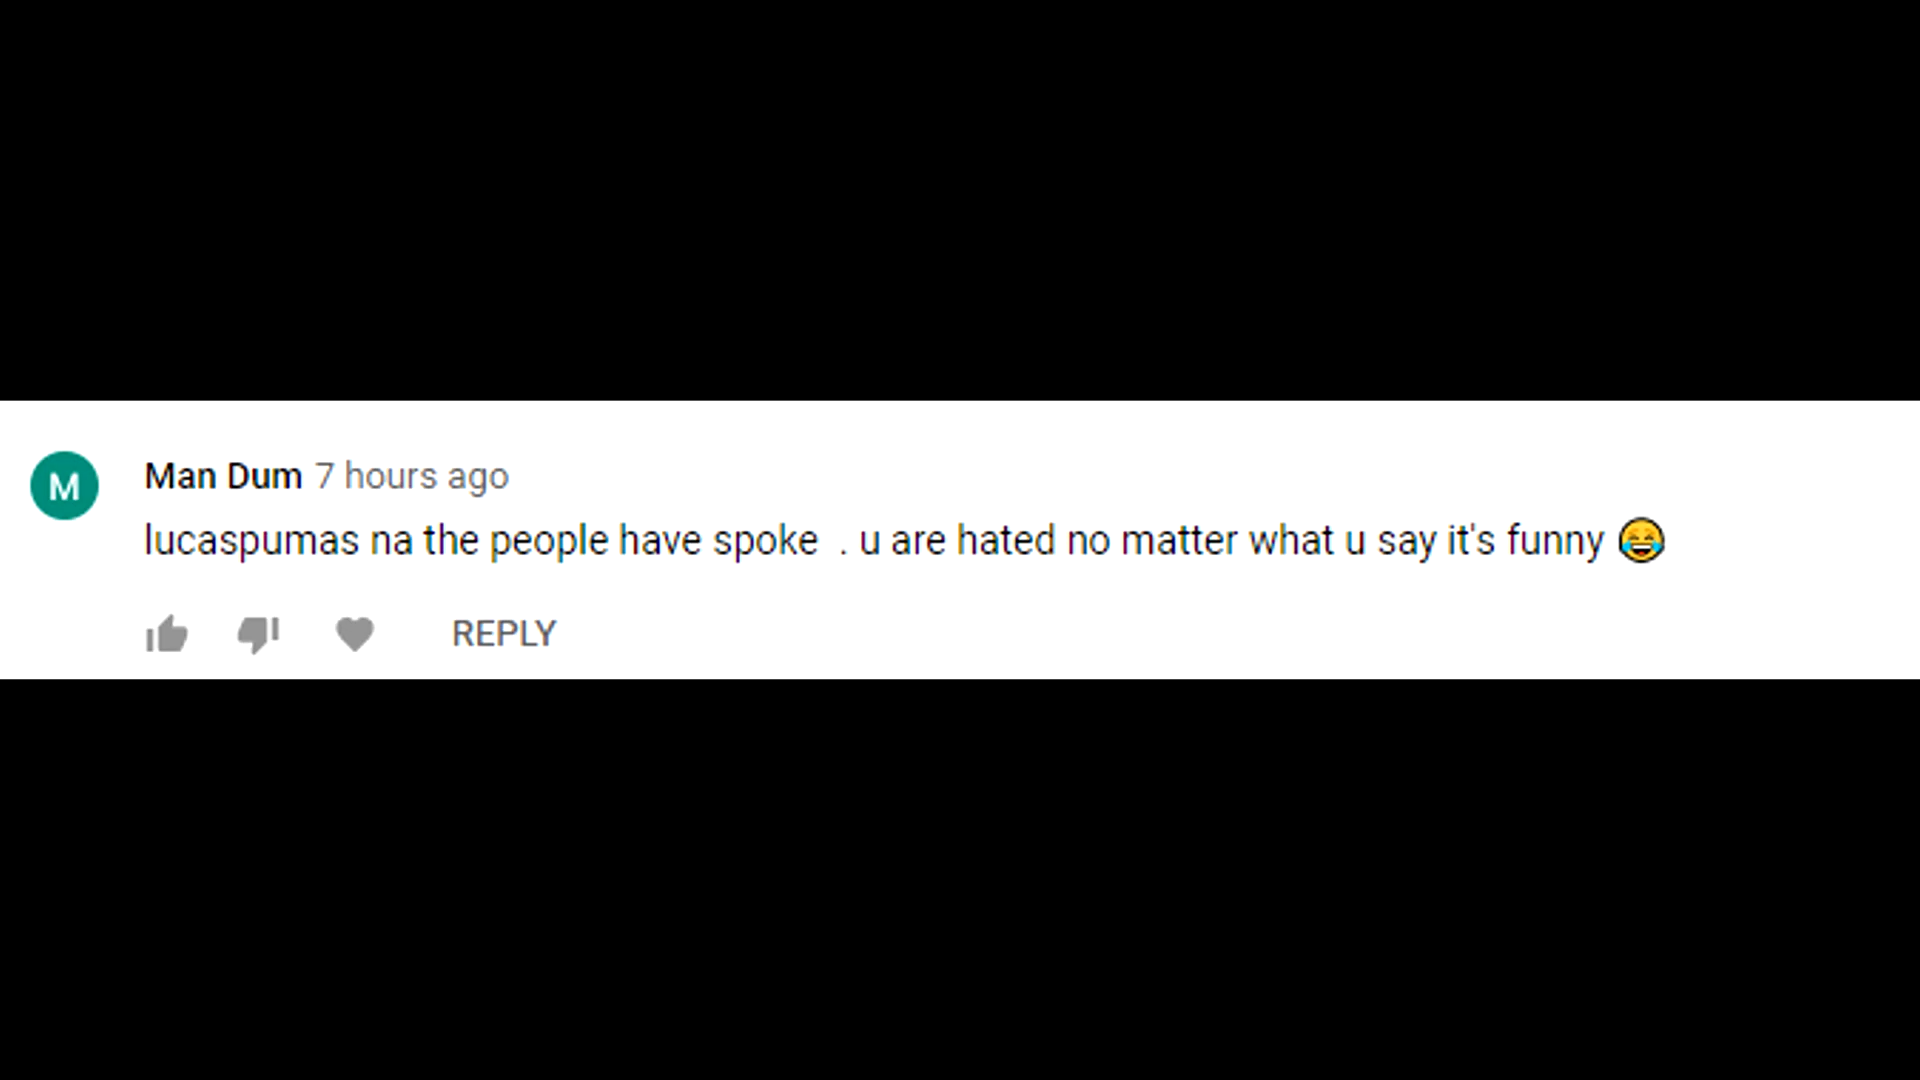 M
Man Dum 7 hours ago
lucaspumas na the people have spoke  . u are hated no matter what u say it's funny 😂
REPLY